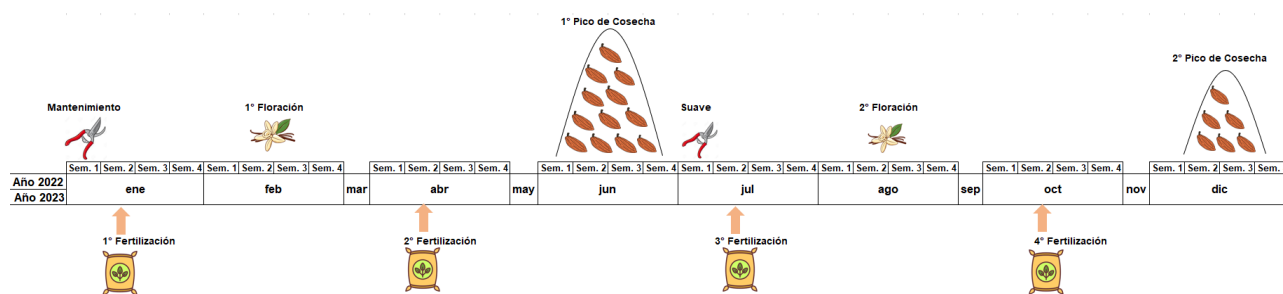 1° Pico de Cosecha
2° Pico de Cosecha
Mantenimiento
1° Floración
Suave
2° Floración
Sem. 1 Sem. 2 Sem. 3 Sem. 4 Sem. 1 Sem. 2 Sem. 3 Sem. 4 Sem. 1 Sem. 2 Sem. 3 Sem. 4 Sem. 1 Sem. 2 Sem. 3 Sem. 4 Sem. 1 Sem. 2 Sem. 3 Sem. 4 Sem. 1 Sem. 2 Sem. 3 Sem. 4 Sem. 1 Sem. 2 Sem. 3 Sem. 4 Sem. 1 Sem. 2 Sem. 3 Sem.
Año 2022
Año 2023
ene feb mar abr may jun jul ago sep oct nov dic
1° Fertilización
2° Fertilización
3° Fertilización
4° Fertilización